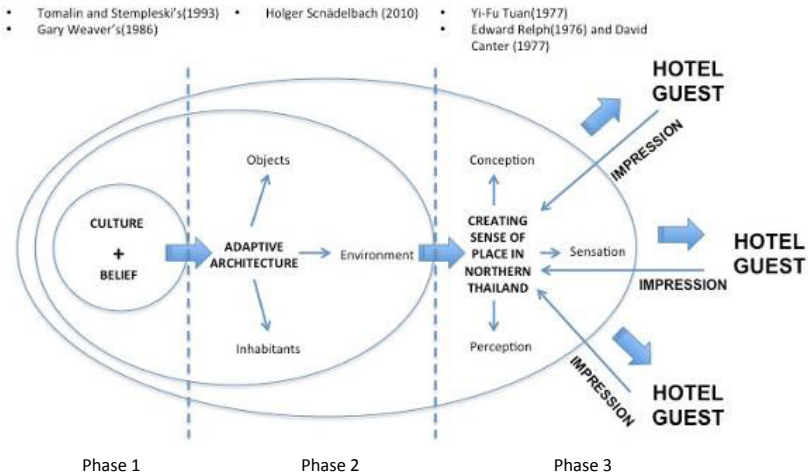 • Tomalin and Stempleski's(1993)
• Gary Weaver's(1986)
• Holger Scnädelbach (2010)
• Yi-Fu Tuan(1977)
• Edward Relph(1976) and David
Canter (1977)
HOTEL
GUEST
IMPRESSION
Objects
Conception
CULTURE
+
BELIEF
ADAPTIVE
ARCHITECTURE
Environment
CREATING
SENSE OF
PLACE IN
NORTHERN
THAILAND
Sensation
HOTEL
GUEST
IMPRESSION
Inhabitants
Perception
IMPRESSION
HOTEL
GUEST
Phase 1
Phase 2
Phase 3